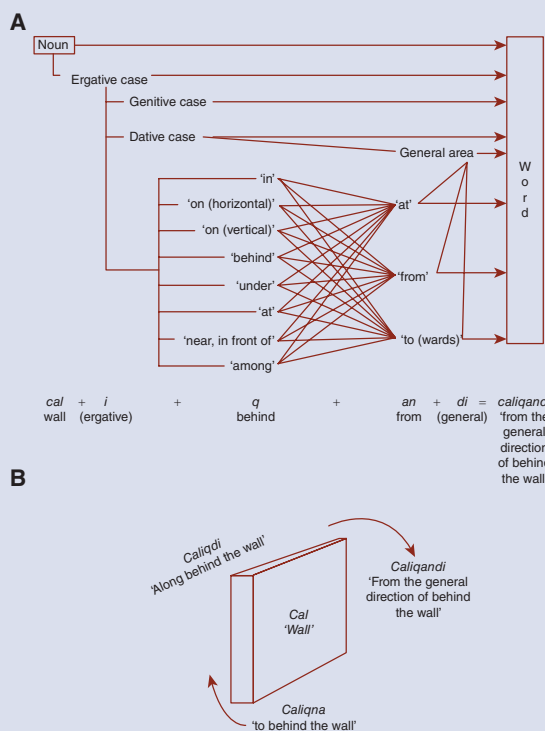 A
Noun
Ergative case
Genitive case
Dative case
General area
'in'
'on (horizontal)'
'on (vertical)'
'behind'
'under'
'at'
'near, in front of'
'among'
'at'
'from'
'to (wards)'
W
o
r
d
cal + i + q + an + di = caliqand
wall (ergative) behind from (general) 'from the
general
direction
of behind
the wall
B
Caliqdi
'Along behind the wall'
Cal
'Wall'
Caliqandi
'From the general
direction of behind
the wall'
Caliqna
'to behind the wall'